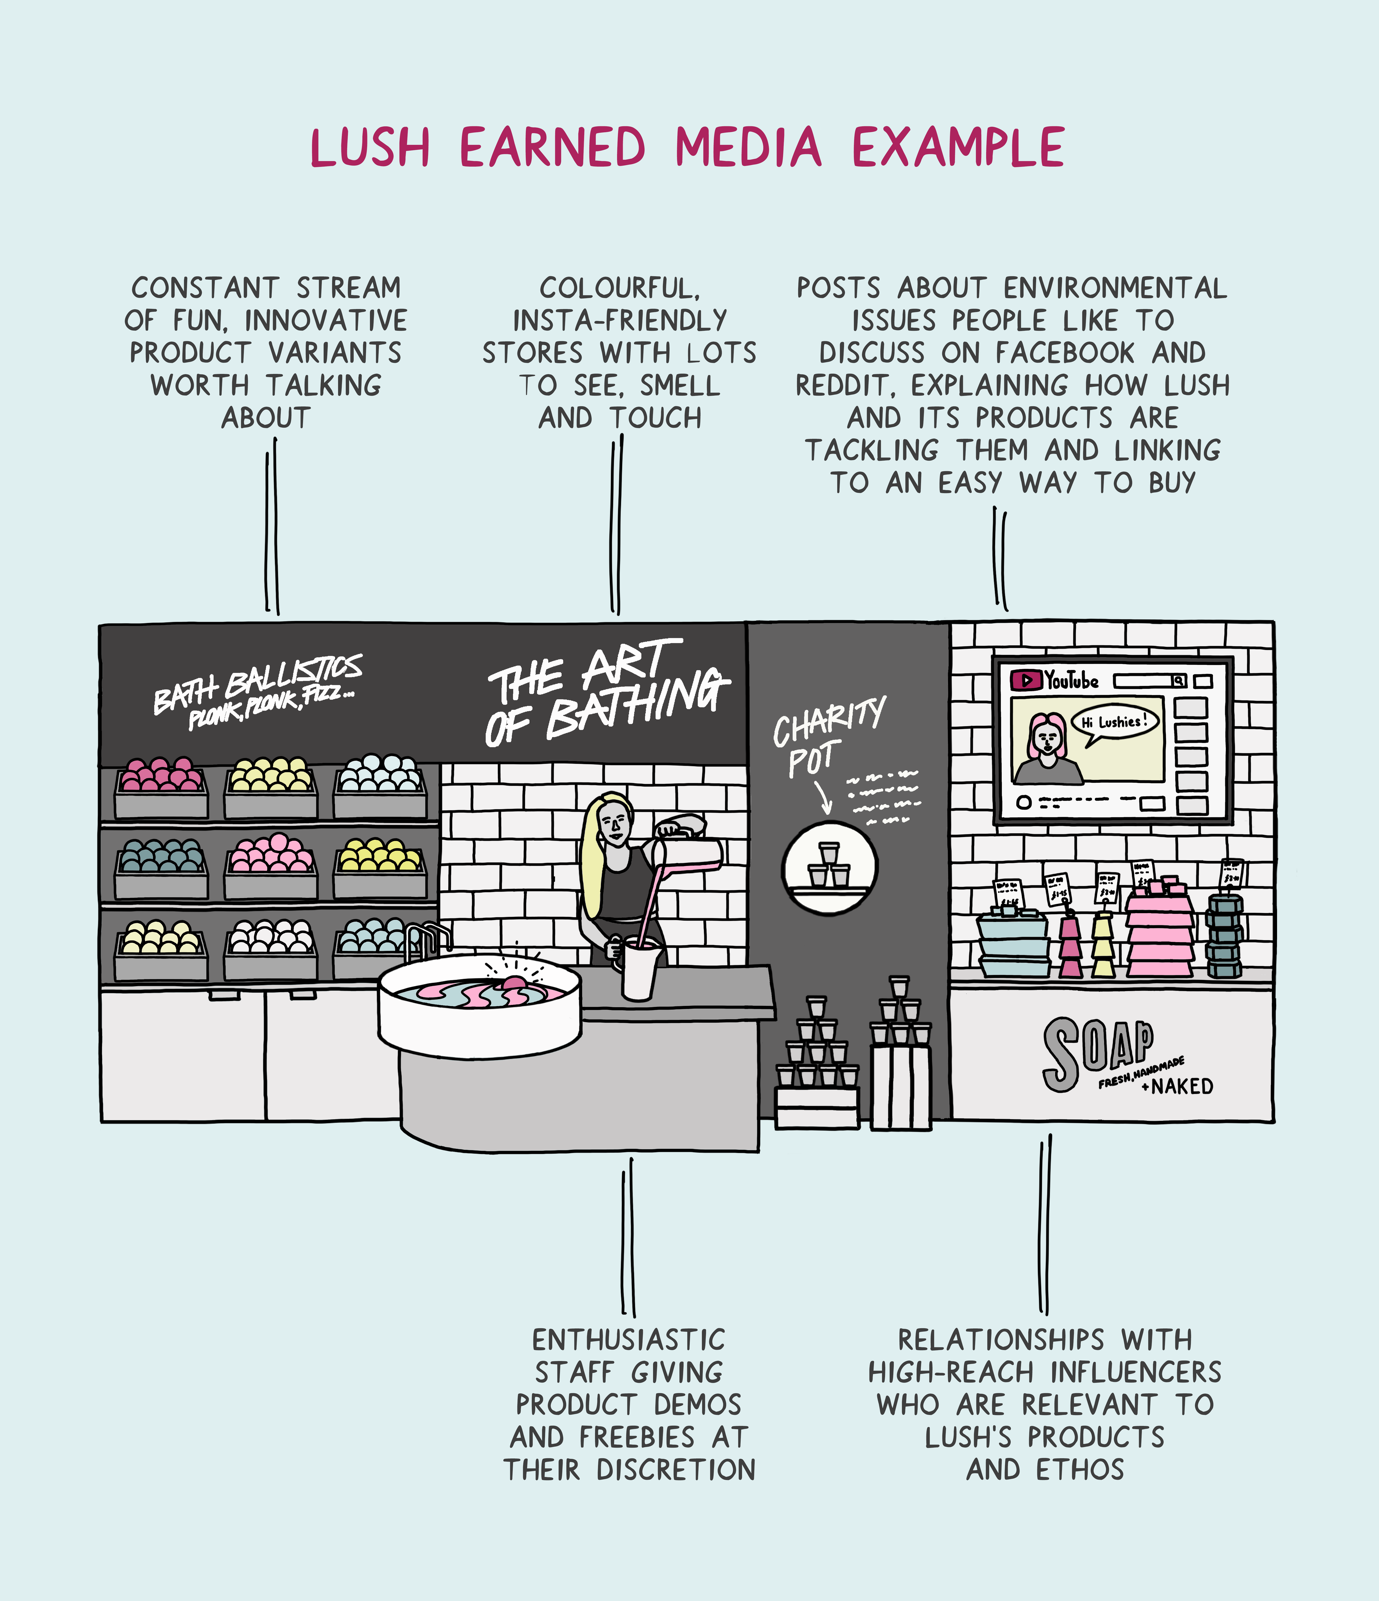 LUSH EARNED MEDIA EXAMPLE
CONSTANT STREAM
OF FUN, INNOVATIVE
PRODUCT VARIANTS
WORTH TALKING
ABOUT
COLOURFUL,
INSTA-FRIENDLY
STORES WITH LOTS
TO SEE, SMELL
AND TOUCH
POSTS ABOUT ENVIRONMENTAL
ISSUES PEOPLE LIKE TO
DISCUSS ON FACEBOOK AND
REDDIT, EXPLAINING HOW LUSH
AND ITS PRODUCTS ARE
TACKLING THEM AND LINKING
TO AN EASY WAY TO BUY
BATH BALLISTICS
PLONK, PLONK, FIZZ...
THE ART
OF BATHING
CHARITY
POT
YouTube
Hi Lushies!
SOAP
FRESH, HANDMADE
+NAKED
ENTHUSIASTIC
STAFF GIVING
PRODUCT DEMOS
AND FREEBIES AT
THEIR DISCRETION
RELATIONSHIPS WITH
HIGH-REACH INFLUENCERS
WHO ARE RELEVANT TO
LUSH'S PRODUCTS
AND ETHOS